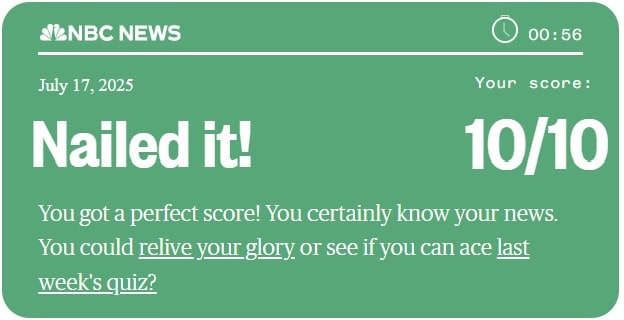 NBC NEWS
00:56
July 17, 2025
Your score:
Nailed it!
10/10
You got a perfect score! You certainly know your news.
You could relive your glory or see if you can ace last
week's quiz?